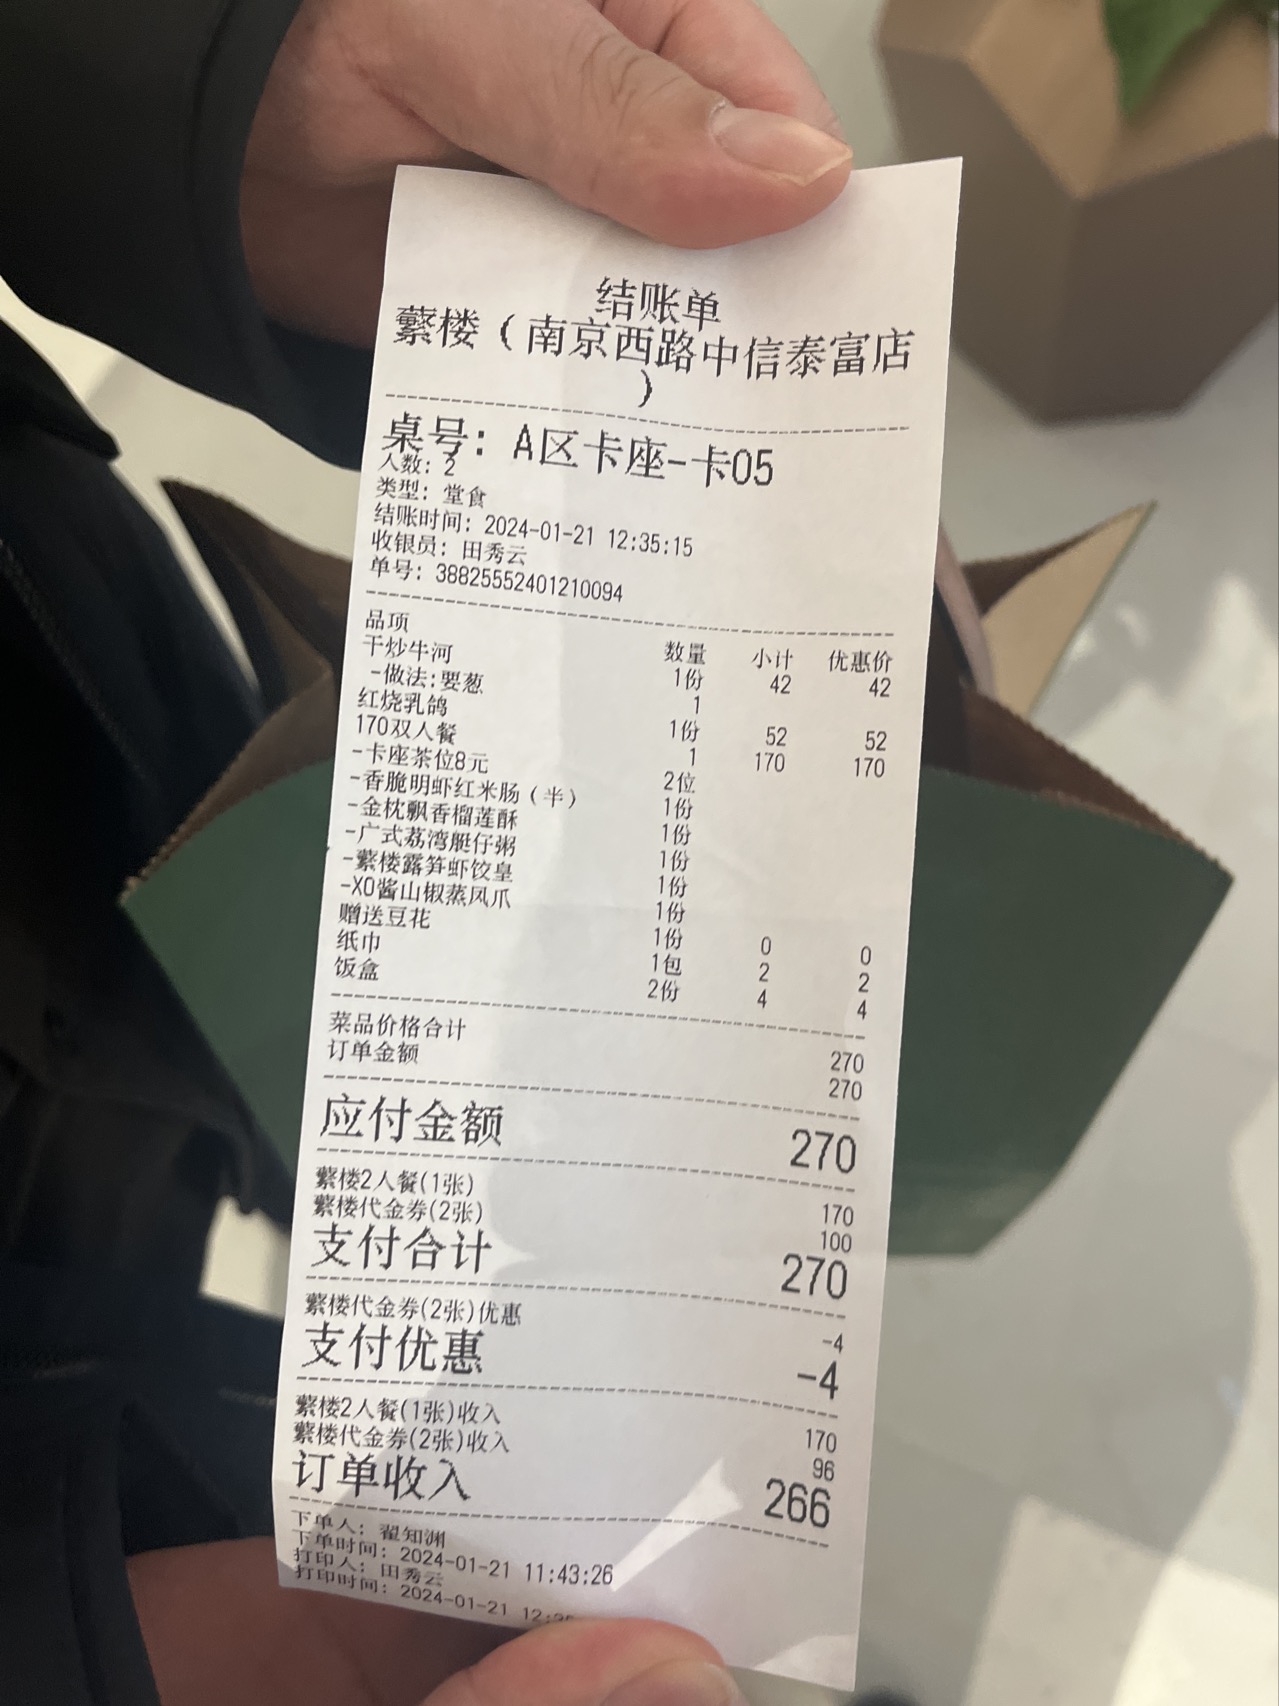 结账单
蘩楼（南京西路中信泰富店
）
桌号：A区卡座-卡05
人数：2
类型：堂食
结账时间：2024-01-21 12:35:15
收银员：田秀云
单号：38825552401210094
品项 数量 小计 优惠价
干炒牛河 1份 42 42
-做法:要葱 1
红烧乳鸽 1份 52 52
170双人餐 1 170 170
-卡座茶位8元 2位
-香脆明虾红米肠（半） 1份
-金枕飘香榴莲酥 1份
-广式荔湾艇仔粥 1份
-蘩楼露笋虾饺皇 1份
-XO酱山椒蒸凤爪 1份
赠送豆花 1份 0 0
纸巾 1包 2 2
饭盒 2份 4 4
菜品价格合计 270
订单金额 270
应付金额 270
蘩楼2人餐(1张) 170
蘩楼代金券(2张) 100
支付合计 270
蘩楼代金券(2张)优惠 -4
支付优惠 -4
蘩楼2人餐(1张)收入 170
蘩楼代金券(2张)收入 96
订单收入 266
下单人：翟知渊
下单时间：2024-01-21 11:43:26
打印人：田秀云
打印时间：2024-01-21